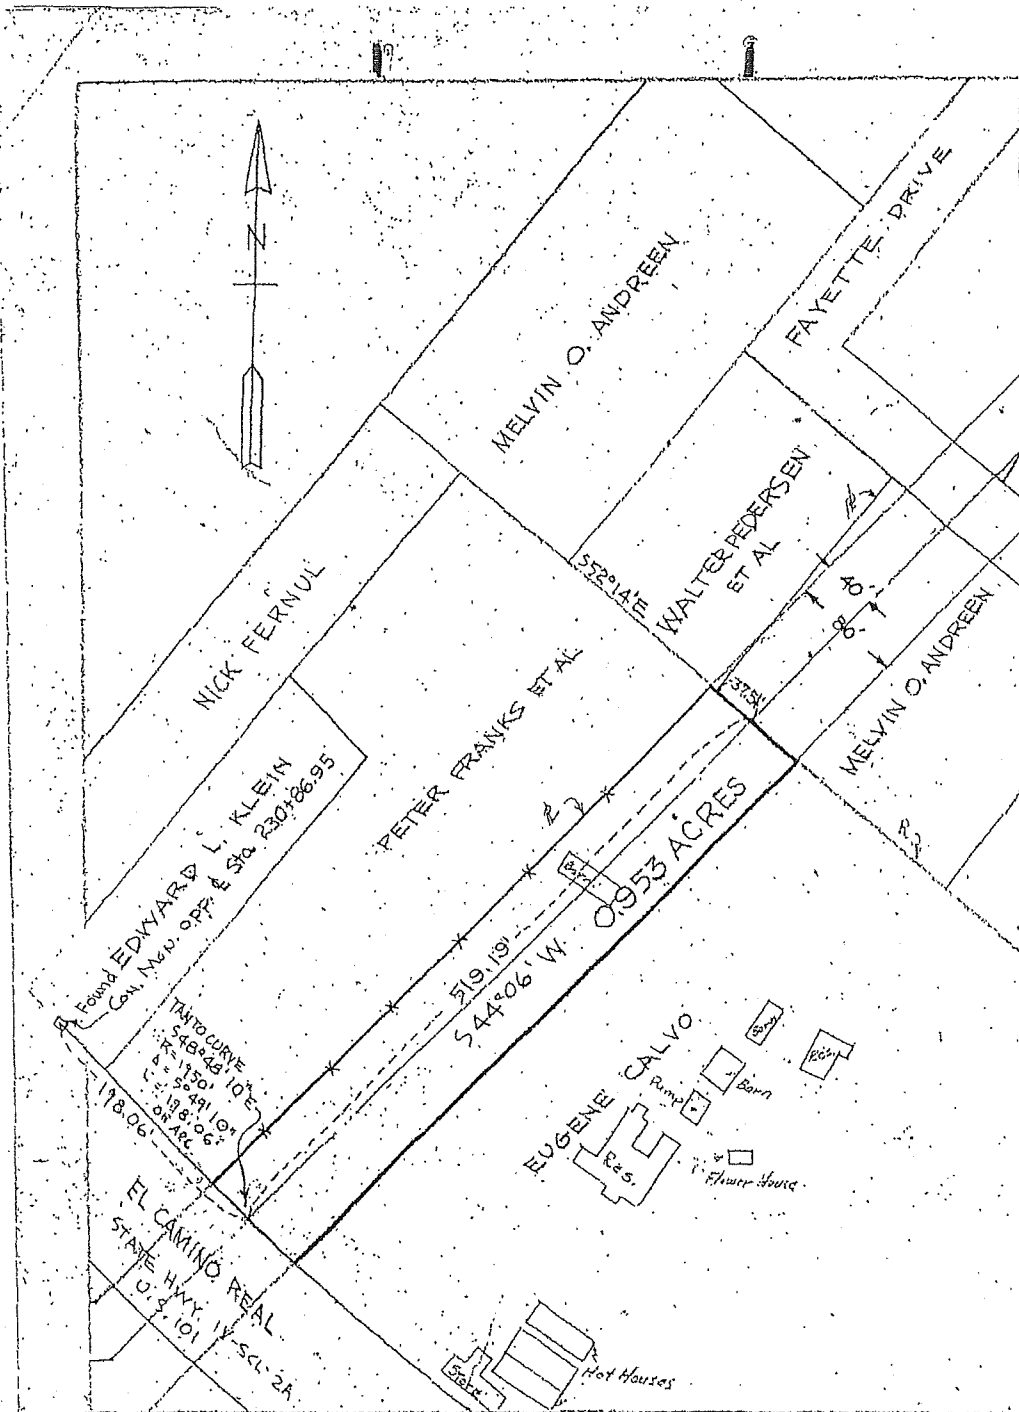 N
MELVIN O. ANDREEN
FAYETTE DRIVE
NICK FERNUL
S52°14'E
WALTER PEDERSEN
ET AL
40'
86'
MELVIN O. ANDREEN
37.51'
PETER FRANKS ET AL
Found EDWARD L. KLEIN
Con. Mon. OPP. ₵ Sta. 230+86.95
TAN TO CURVE
S48°48'10"E
R=1950'
Δ=5°49'10"
L=198.06'
ON ARC
198.06'
Barn
519.19'
S44°06'W
0.953 ACRES
EUGENE CALVO
Barn
Pump
Res.
Flower House
EL CAMINO REAL
STATE HWY. IV-SCL-2A
U.S. 101
Store
Hot Houses